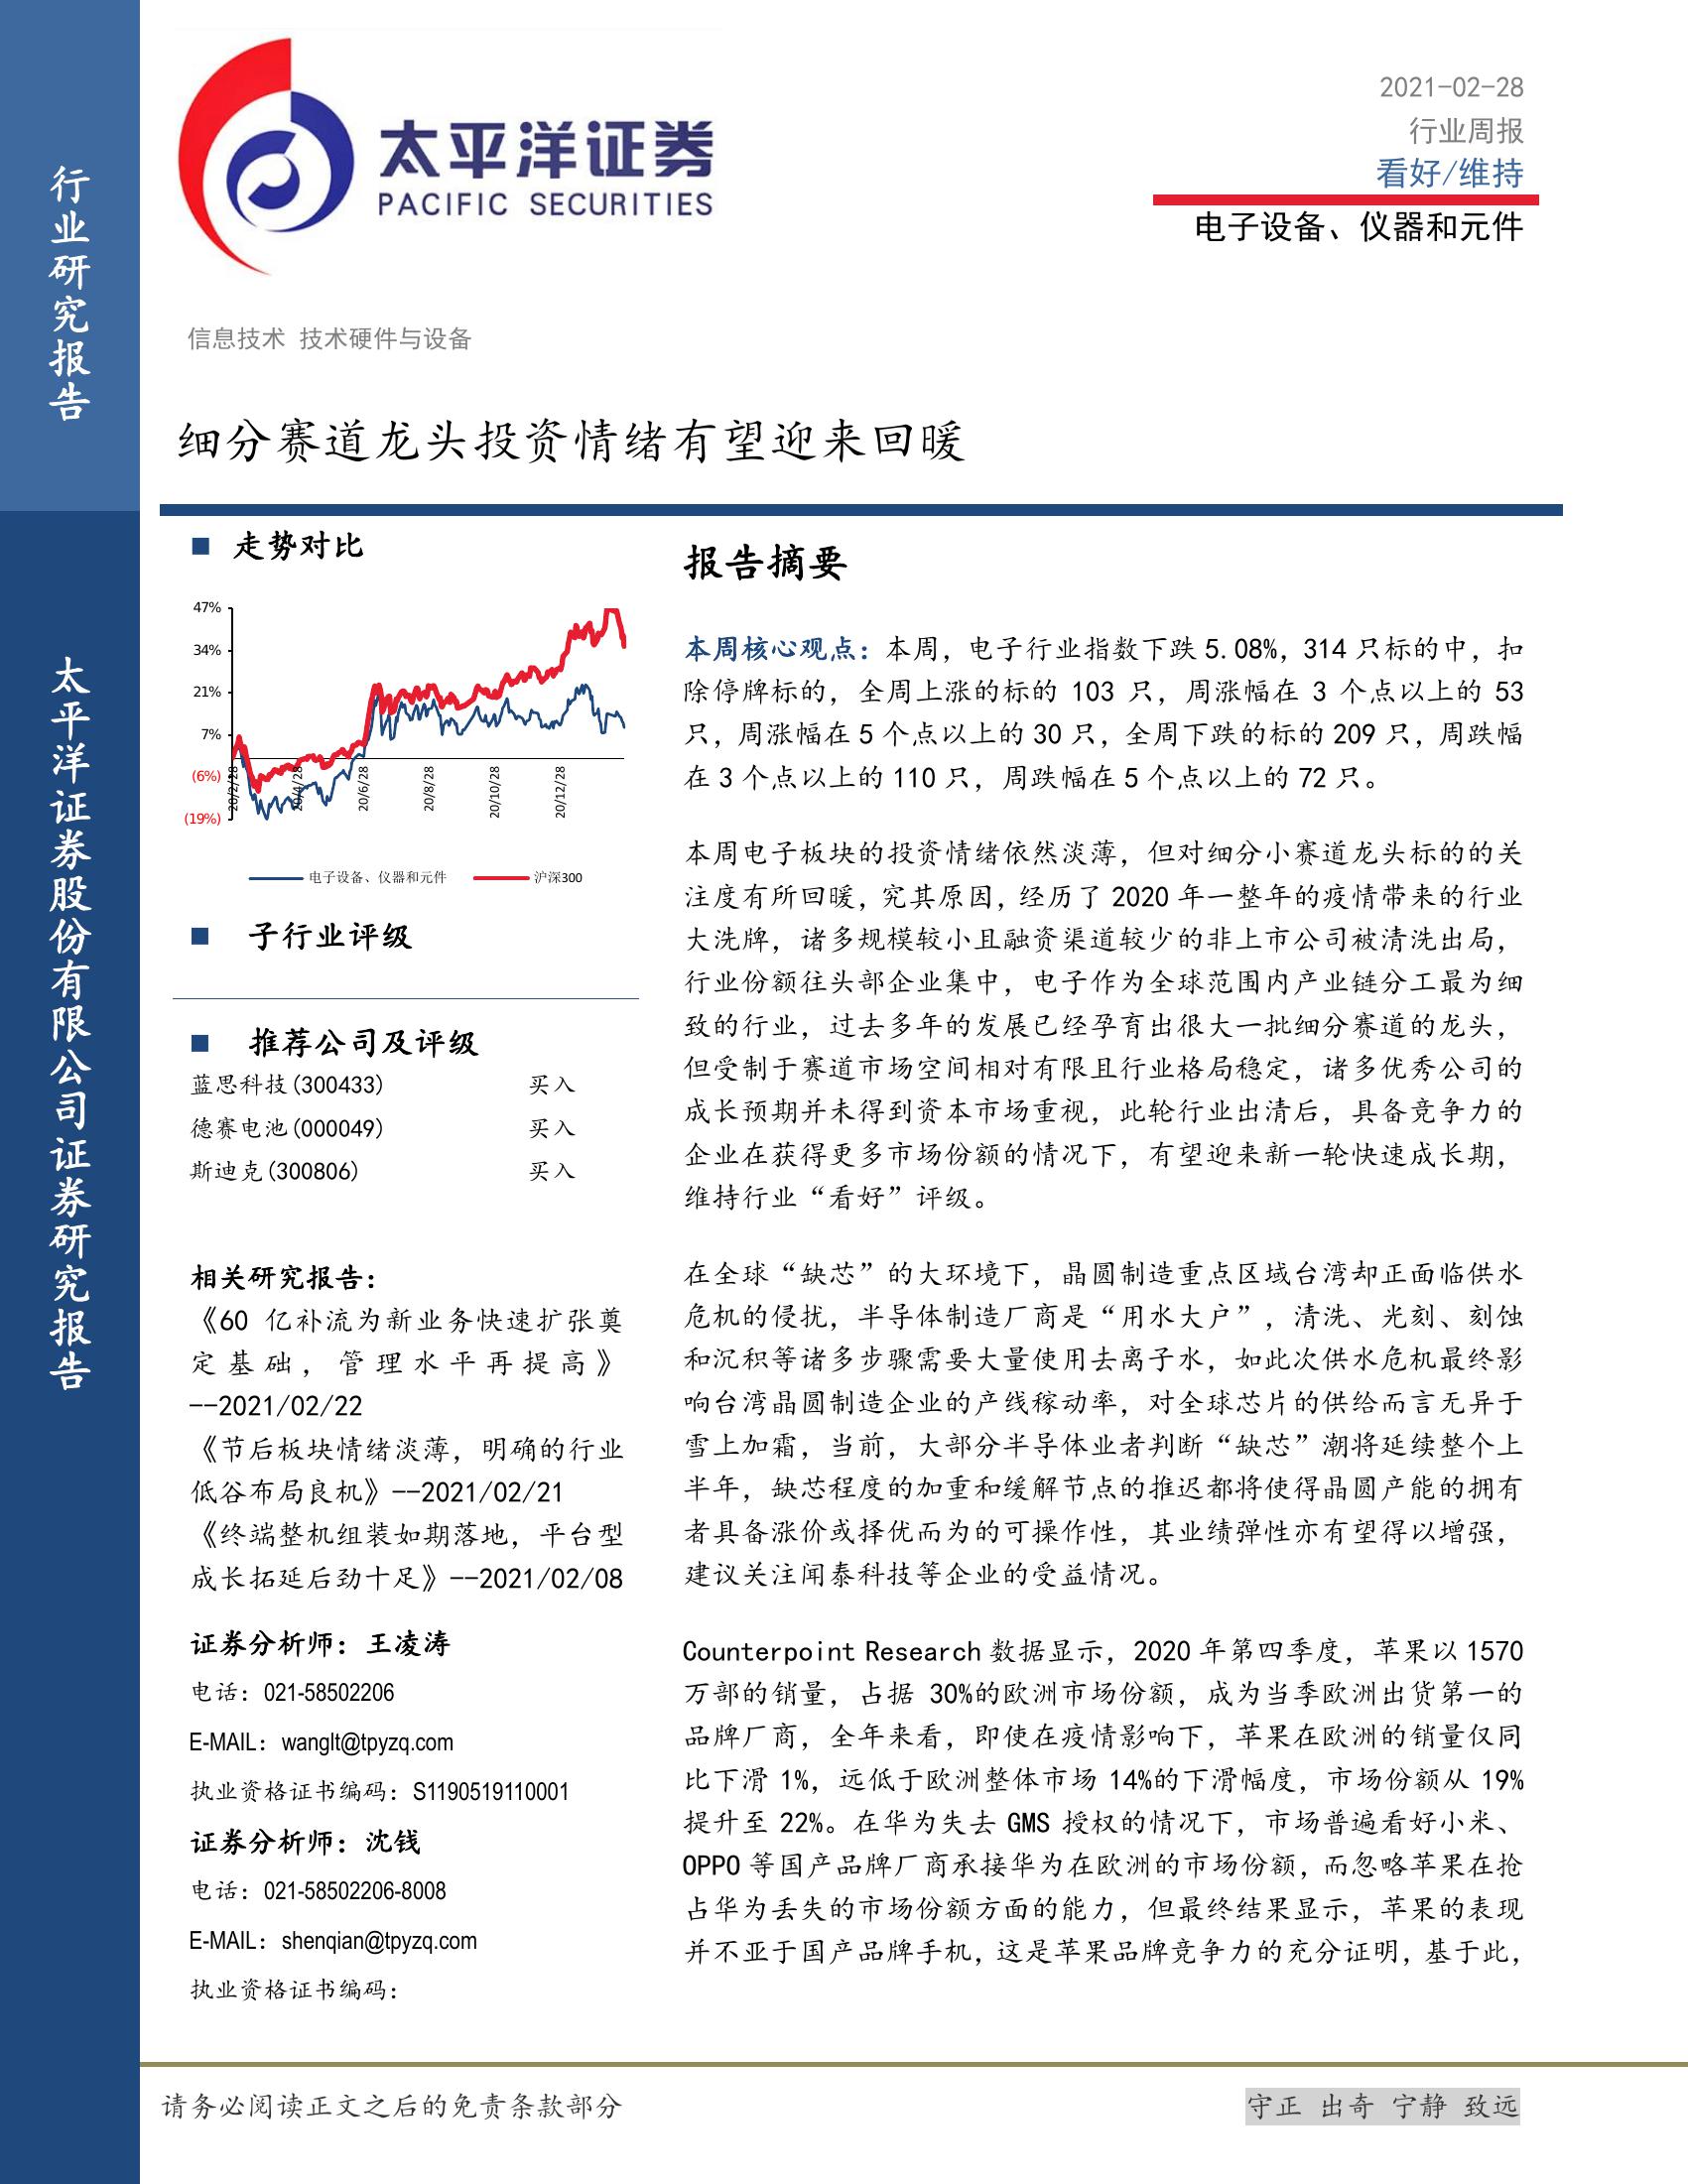 行业研究报告
太平洋证券股份有限公司证券研究报告
太平洋证券
PACIFIC SECURITIES
2021-02-28
行业周报
看好/维持
电子设备、仪器和元件
信息技术 技术硬件与设备
细分赛道龙头投资情绪有望迎来回暖
■ 走势对比
47%
34%
21%
7%
(6%)
(19%)
20/2/28
20/4/28
20/6/28
20/8/28
20/10/28
20/12/28
电子设备、仪器和元件 沪深300
■ 子行业评级
■ 推荐公司及评级
蓝思科技(300433) 买入
德赛电池(000049) 买入
斯迪克(300806) 买入
相关研究报告：
《60 亿补流为新业务快速扩张奠
定基础，管理水平再提高》
--2021/02/22
《节后板块情绪淡薄，明确的行业
低谷布局良机》--2021/02/21
《终端整机组装如期落地，平台型
成长拓延后劲十足》--2021/02/08
证券分析师：王凌涛
电话：021-58502206
E-MAIL：wanglt@tpyzq.com
执业资格证书编码：S1190519110001
证券分析师：沈钱
电话：021-58502206-8008
E-MAIL：shenqian@tpyzq.com
执业资格证书编码：
报告摘要
本周核心观点：本周，电子行业指数下跌 5.08%，314 只标的中，扣
除停牌标的，全周上涨的标的 103 只，周涨幅在 3 个点以上的 53
只，周涨幅在 5 个点以上的 30 只，全周下跌的标的 209 只，周跌幅
在 3 个点以上的 110 只，周跌幅在 5 个点以上的 72 只。
本周电子板块的投资情绪依然淡薄，但对细分小赛道龙头标的的关
注度有所回暖，究其原因，经历了 2020 年一整年的疫情带来的行业
大洗牌，诸多规模较小且融资渠道较少的非上市公司被清洗出局，
行业份额往头部企业集中，电子作为全球范围内产业链分工最为细
致的行业，过去多年的发展已经孕育出很大一批细分赛道的龙头，
但受制于赛道市场空间相对有限且行业格局稳定，诸多优秀公司的
成长预期并未得到资本市场重视，此轮行业出清后，具备竞争力的
企业在获得更多市场份额的情况下，有望迎来新一轮快速成长期，
维持行业“看好”评级。
在全球“缺芯”的大环境下，晶圆制造重点区域台湾却正面临供水
危机的侵扰，半导体制造厂商是“用水大户”，清洗、光刻、刻蚀
和沉积等诸多步骤需要大量使用去离子水，如此次供水危机最终影
响台湾晶圆制造企业的产线稼动率，对全球芯片的供给而言无异于
雪上加霜，当前，大部分半导体业者判断“缺芯”潮将延续整个上
半年，缺芯程度的加重和缓解节点的推迟都将使得晶圆产能的拥有
者具备涨价或择优而为的可操作性，其业绩弹性亦有望得以增强，
建议关注闻泰科技等企业的受益情况。
Counterpoint Research 数据显示，2020 年第四季度，苹果以 1570
万部的销量，占据 30%的欧洲市场份额，成为当季欧洲出货第一的
品牌厂商，全年来看，即使在疫情影响下，苹果在欧洲的销量仅同
比下滑 1%，远低于欧洲整体市场 14%的下滑幅度，市场份额从 19%
提升至 22%。在华为失去 GMS 授权的情况下，市场普遍看好小米、
OPPO 等国产品牌厂商承接华为在欧洲的市场份额，而忽略苹果在抢
占华为丢失的市场份额方面的能力，但最终结果显示，苹果的表现
并不亚于国产品牌手机，这是苹果品牌竞争力的充分证明，基于此，
请务必阅读正文之后的免责条款部分
守正 出奇 宁静 致远